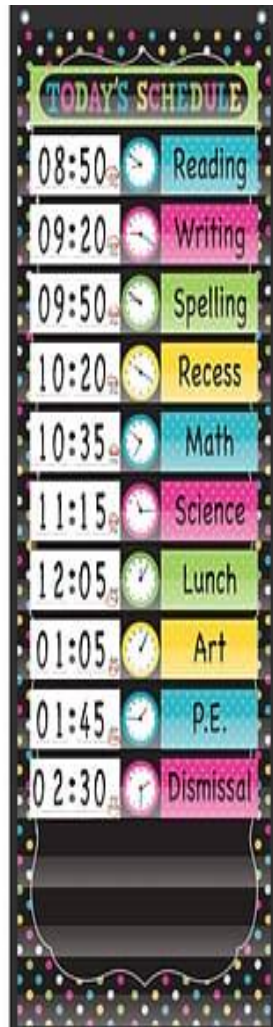 TODAY'S SCHEDULE
08:50 Reading
09:20 Writing
09:50 Spelling
10:20 Recess
10:35 Math
11:15 Science
12:05 Lunch
01:05 Art
01:45 P.E.
02:30 Dismissal